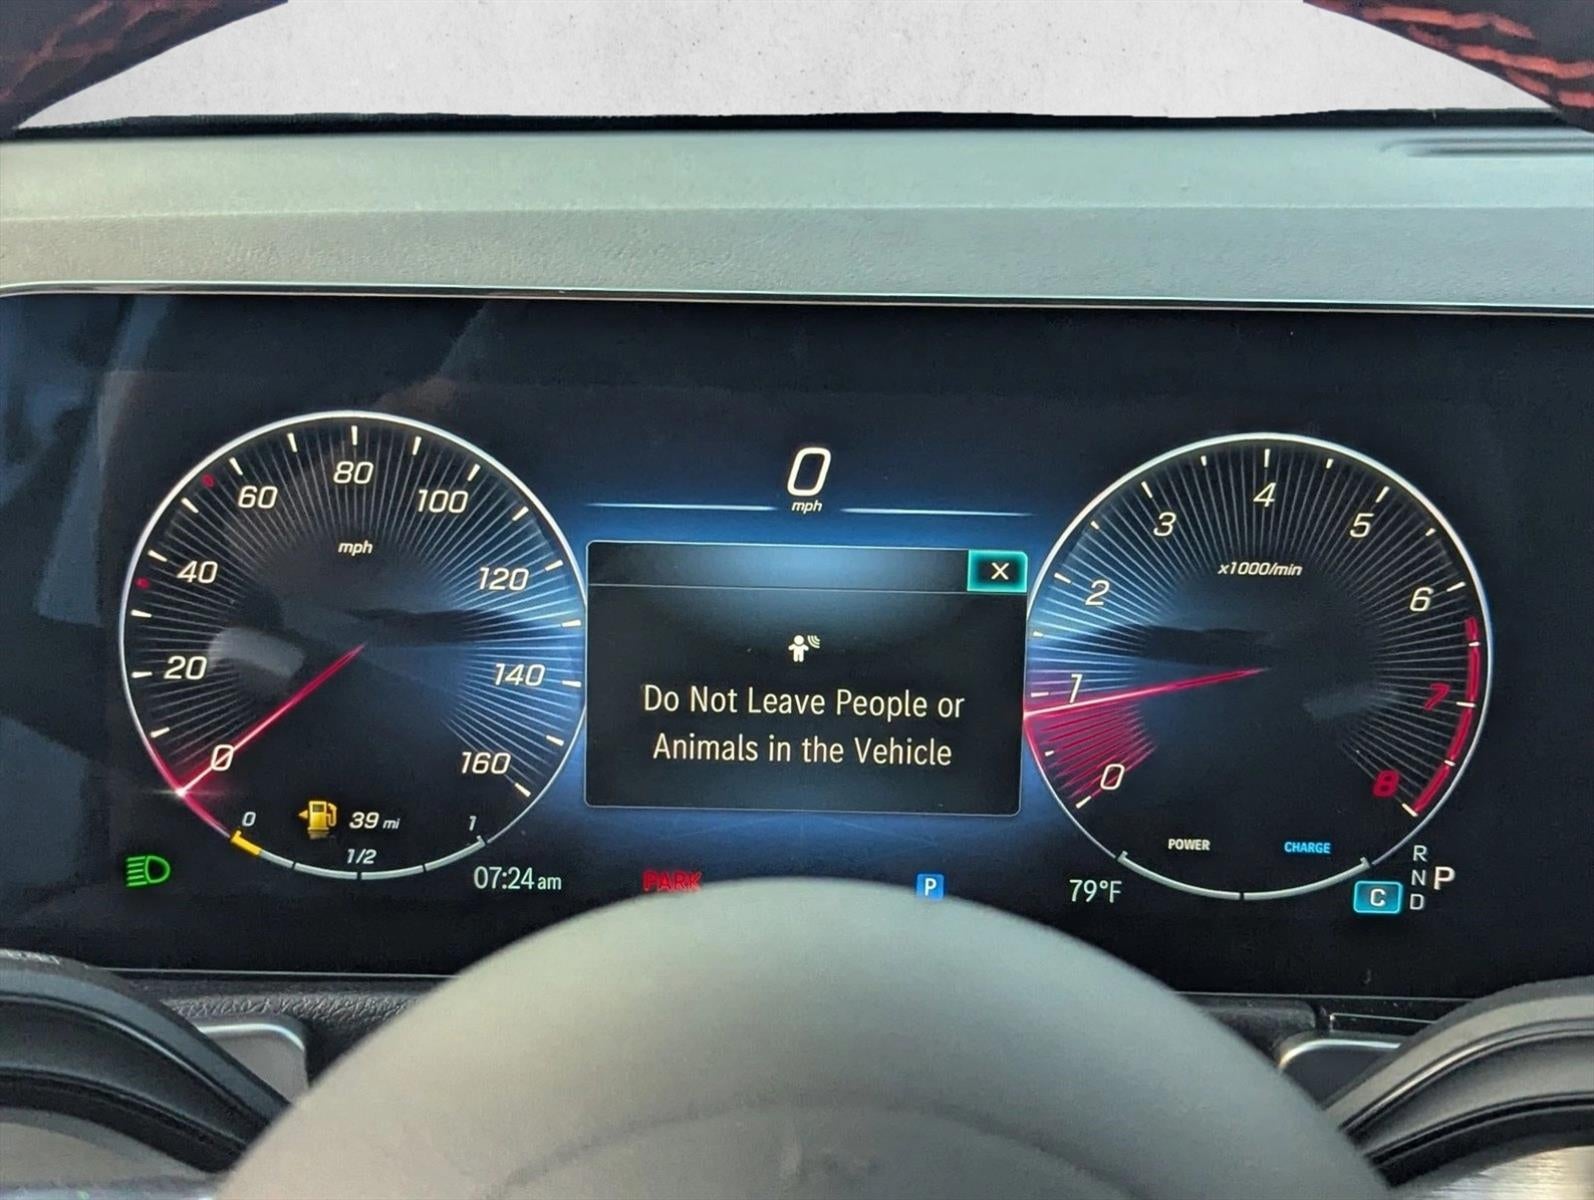 0
mph
80
60
100
mph
40
120
20
140
0
160
0
39 mi
1
1/2
4
3
5
x1000/min
2
6
1
7
0
8
POWER
CHARGE
X
Do Not Leave People or
Animals in the Vehicle
07:24am
PARK
P
79°F
R
N
D
P
C